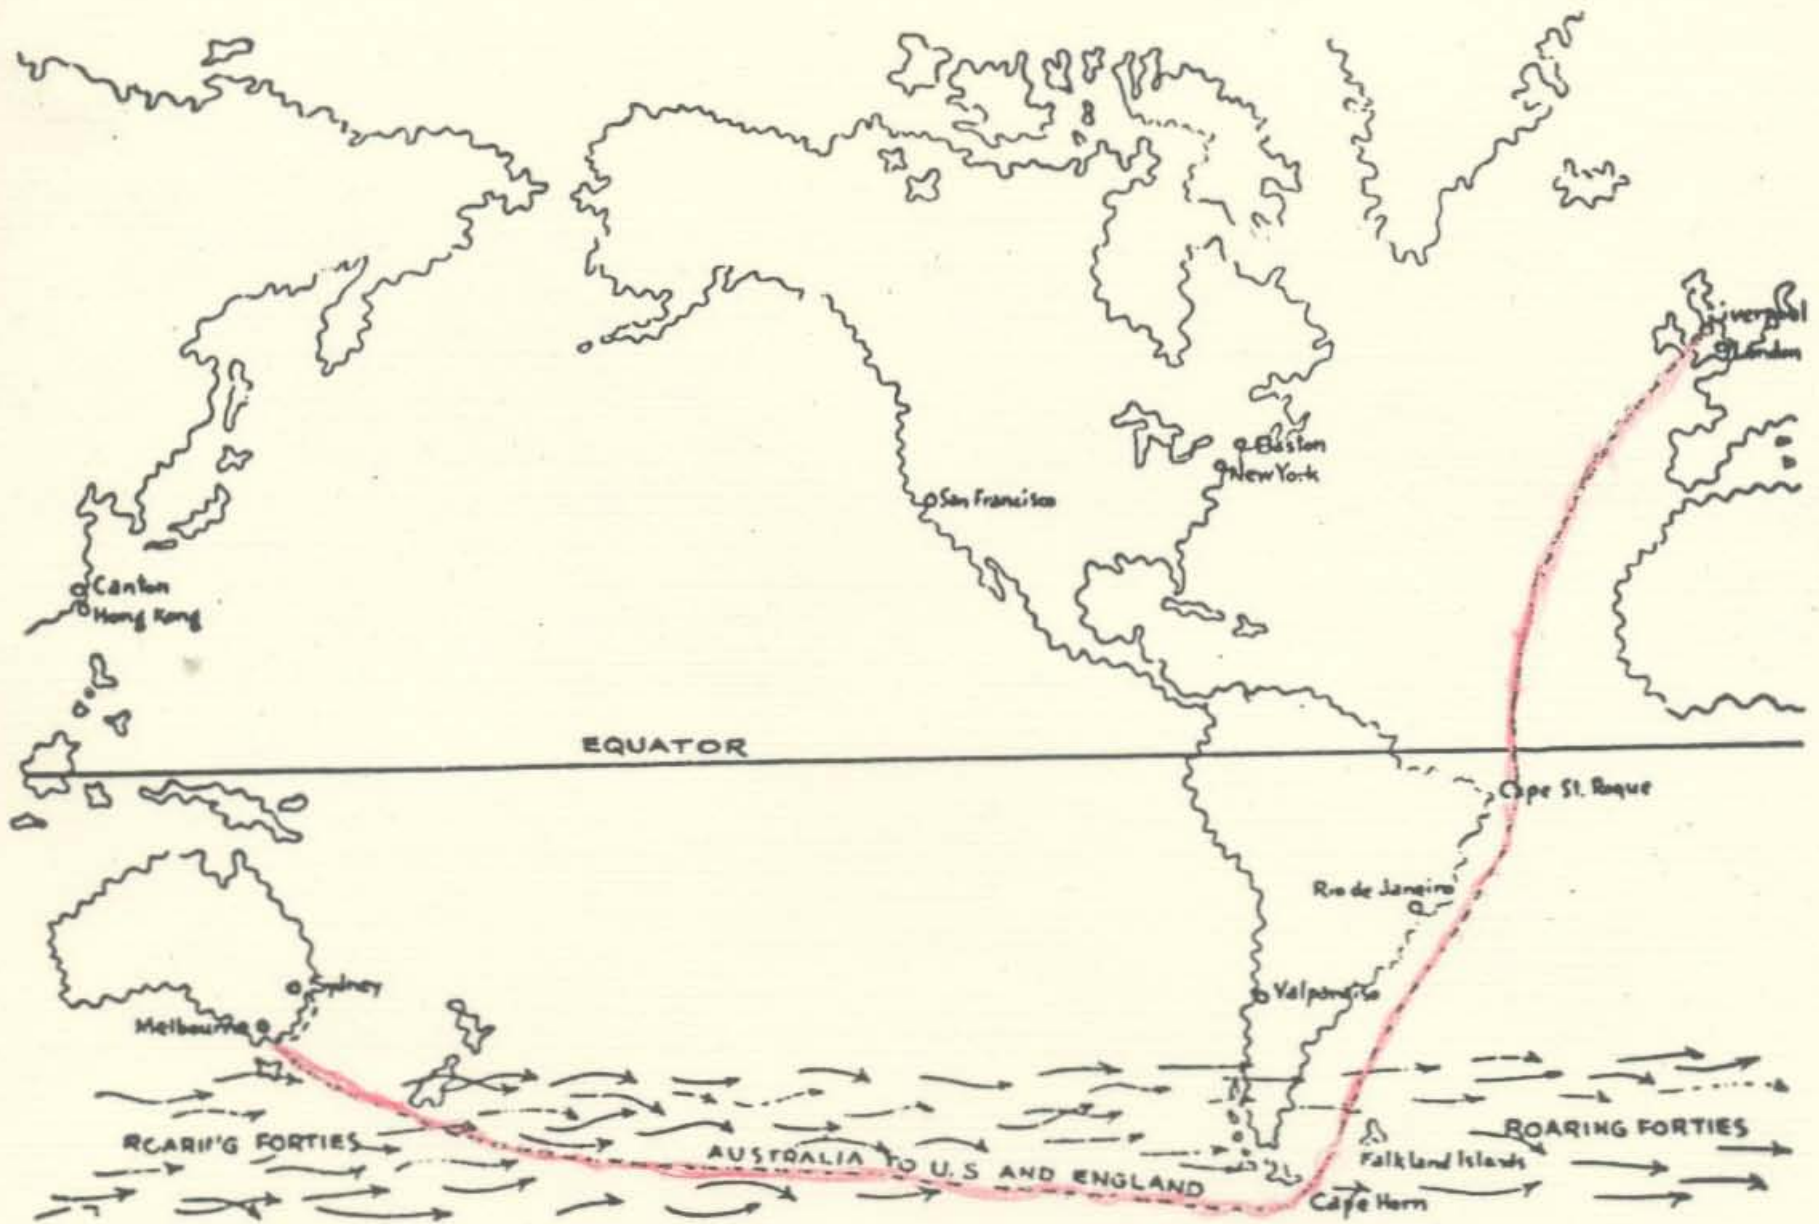 Liverpool
London
Boston
New York
San Francisco
Canton
Hong Kong
EQUATOR
Cape St. Roque
Rio de Janeiro
Sydney
Valparaiso
Melbourne
ROARING FORTIES
ROARING FORTIES
AUSTRALIA TO U.S AND ENGLAND
Falkland Islands
Cape Horn